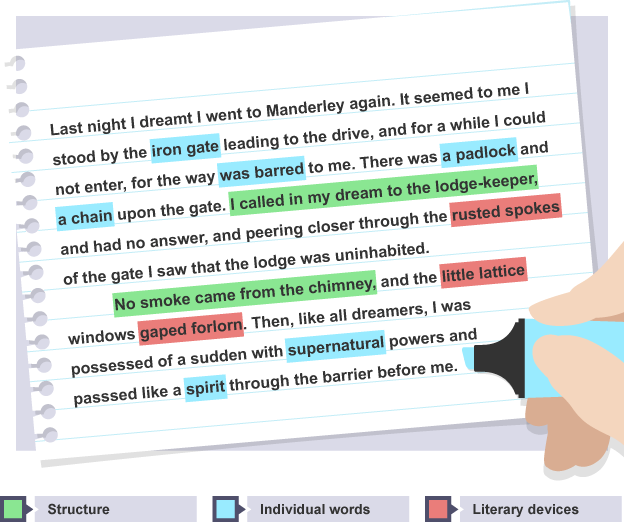 Last night I dreamt I went to Manderley again. It seemed to me I
stood by the iron gate leading to the drive, and for a while I could
not enter, for the way was barred to me. There was a padlock and
a chain upon the gate. I called in my dream to the lodge-keeper,
and had no answer, and peering closer through the rusted spokes
of the gate I saw that the lodge was uninhabited.
No smoke came from the chimney, and the little lattice
windows gaped forlorn. Then, like all dreamers, I was
possessed of a sudden with supernatural powers and
passsed like a spirit through the barrier before me.
Structure
Individual words
Literary devices